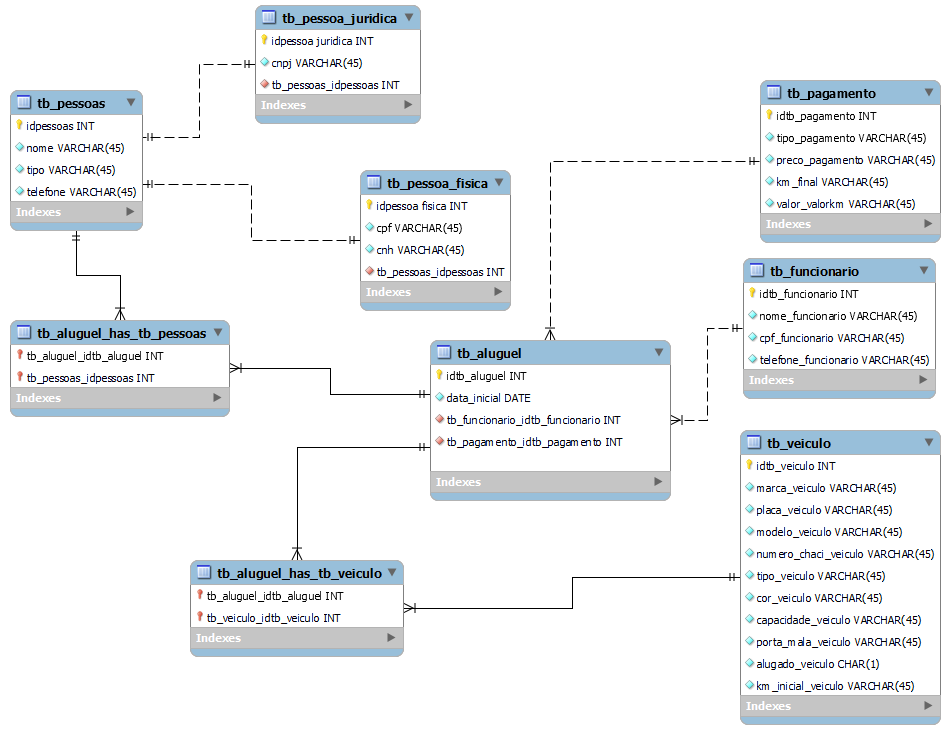 tb_pessoa_juridica
idpessoa juridica INT
cnpj VARCHAR(45)
tb_pessoas_idpessoas INT
Indexes
tb_pessoas
idpessoas INT
nome VARCHAR(45)
tipo VARCHAR(45)
telefone VARCHAR(45)
Indexes
tb_pessoa_fisica
idpessoa fisica INT
cpf VARCHAR(45)
cnh VARCHAR(45)
tb_pessoas_idpessoas INT
Indexes
tb_pagamento
idtb_pagamento INT
tipo_pagamento VARCHAR(45)
preco_pagamento VARCHAR(45)
km_final VARCHAR(45)
valor_valorkm VARCHAR(45)
Indexes
tb_funcionario
idtb_funcionario INT
nome_funcionario VARCHAR(45)
cpf_funcionario VARCHAR(45)
telefone_funcionario VARCHAR(45)
Indexes
tb_aluguel_has_tb_pessoas
tb_aluguel_idtb_aluguel INT
tb_pessoas_idpessoas INT
Indexes
tb_aluguel
idtb_aluguel INT
data_inicial DATE
tb_funcionario_idtb_funcionario INT
tb_pagamento_idtb_pagamento INT
Indexes
tb_veiculo
idtb_veiculo INT
marca_veiculo VARCHAR(45)
placa_veiculo VARCHAR(45)
modelo_veiculo VARCHAR(45)
numero_chaci_veiculo VARCHAR(45)
tipo_veiculo VARCHAR(45)
cor_veiculo VARCHAR(45)
capacidade_veiculo VARCHAR(45)
porta_mala_veiculo VARCHAR(45)
alugado_veiculo CHAR(1)
km_inicial_veiculo VARCHAR(45)
Indexes
tb_aluguel_has_tb_veiculo
tb_aluguel_idtb_aluguel INT
tb_veiculo_idtb_veiculo INT
Indexes